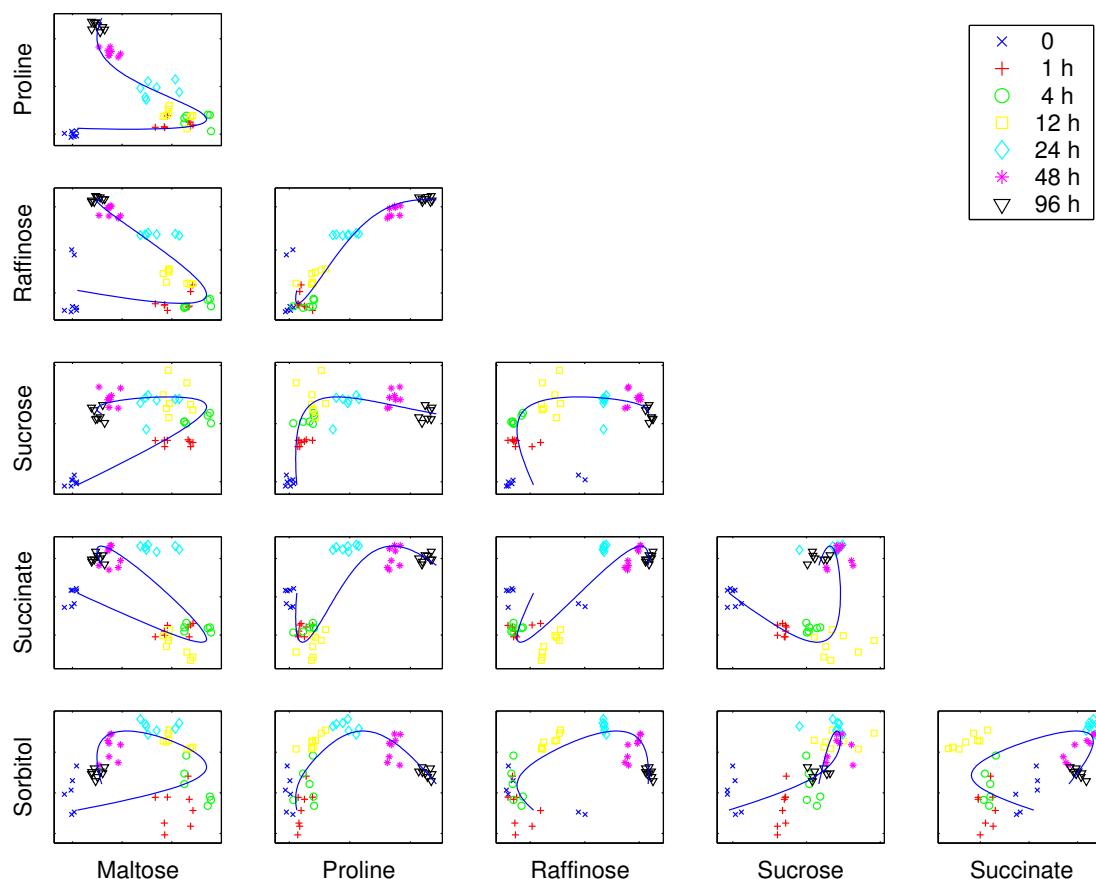 Proline
0
1 h
4 h
12 h
24 h
48 h
96 h
Raffinose
Sucrose
Succinate
Sorbitol
Maltose
Proline
Raffinose
Sucrose
Succinate